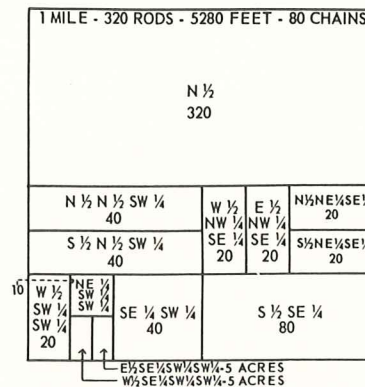 1 MILE - 320 RODS - 5280 FEET - 80 CHAINS
N ½
320
N ½ N ½ SW ¼
40
S ½ N ½ SW ¼
40
W ½
NW ¼
SE ¼
20
E ½
NW ¼
SE ¼
20
N½NE¼SE¼
20
S½NE¼SE¼
20
10
W ½
SW ¼
SW ¼
20
NE ¼
SW ¼
SW ¼
SE ¼ SW ¼
40
S ½ SE ¼
80
E½SE¼SW¼SW¼-5 ACRES
W½SE¼SW¼SW¼-5 ACRES